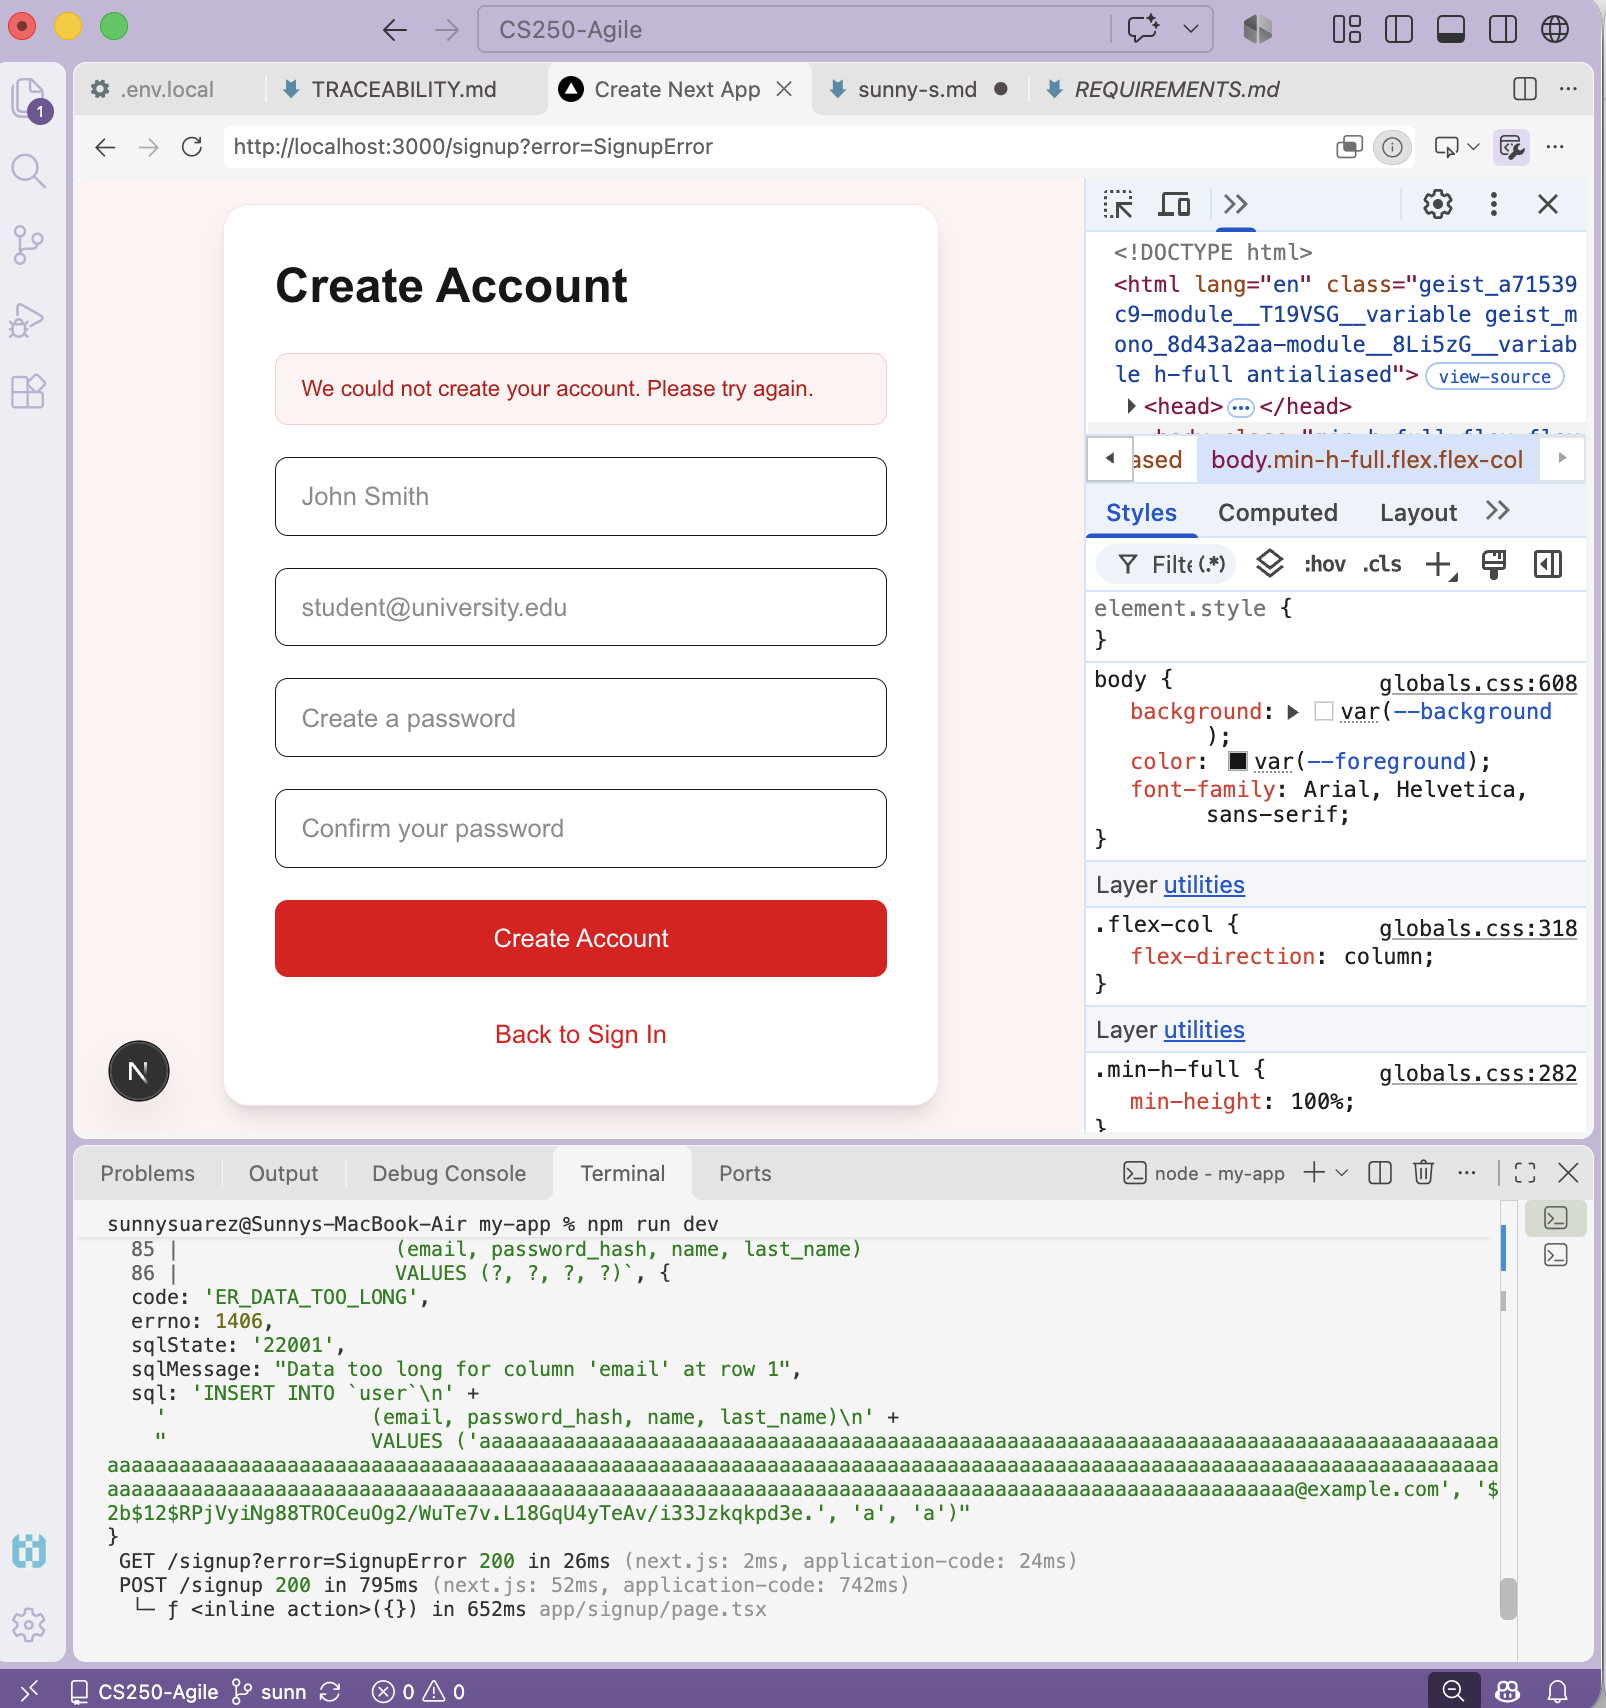 CS250-Agile
1
.env.local
TRACEABILITY.md
Create Next App
sunny-s.md
REQUIREMENTS.md
http://localhost:3000/signup?error=SignupError
Create Account
We could not create your account. Please try again.
John Smith
student@university.edu
Create a password
Confirm your password
Create Account
Back to Sign In
N
<!DOCTYPE html>
<html lang="en" class="geist_a71539
c9-module__T19VSG__variable geist_m
ono_8d43a2aa-module__8Li5zG__variab
le h-full antialiased"> view-source
<head> ••• </head>
ased body.min-h-full.flex.flex-col
Styles Computed Layout
Filte (.*) :hov .cls
element.style {
}
body { globals.css:608
background: var(--background
);
color: var(--foreground);
font-family: Arial, Helvetica,
sans-serif;
}
Layer utilities
.flex-col { globals.css:318
flex-direction: column;
}
Layer utilities
.min-h-full { globals.css:282
min-height: 100%;
}
Problems Output Debug Console Terminal Ports node - my-app
sunnysuarez@Sunnys-MacBook-Air my-app % npm run dev
85 | (email, password_hash, name, last_name)
86 | VALUES (?, ?, ?, ?)`, {
code: 'ER_DATA_TOO_LONG',
errno: 1406,
sqlState: '22001',
sqlMessage: "Data too long for column 'email' at row 1",
sql: 'INSERT INTO `user`\n' +
' (email, password_hash, name, last_name)\n' +
" VALUES ('aaaaaaaaaaaaaaaaaaaaaaaaaaaaaaaaaaaaaaaaaaaaaaaaaaaaaaaaaaaaaaaaaaaaaaaaaaaaaaaaaaaaa
aaaaaaaaaaaaaaaaaaaaaaaaaaaaaaaaaaaaaaaaaaaaaaaaaaaaaaaaaaaaaaaaaaaaaaaaaaaaaaaaaaaaaaaaaaaaaaaaaaaaaaaaaaaaaaaaaaaa
aaaaaaaaaaaaaaaaaaaaaaaaaaaaaaaaaaaaaaaaaaaaaaaaaaaaaaaaaaaaaaaaaaaaaaaaaaaaaaaaaaaaaaaaaaaaaaaaaaa@example.com', '$
2b$12$RPjVyiNg88TROCeuOg2/WuTe7v.L18GqU4yTeAv/i33Jzkqkpd3e.', 'a', 'a')"
}
GET /signup?error=SignupError 200 in 26ms (next.js: 2ms, application-code: 24ms)
POST /signup 200 in 795ms (next.js: 52ms, application-code: 742ms)
└─ ƒ <inline action>({}) in 652ms app/signup/page.tsx
CS250-Agile sunn 0 0